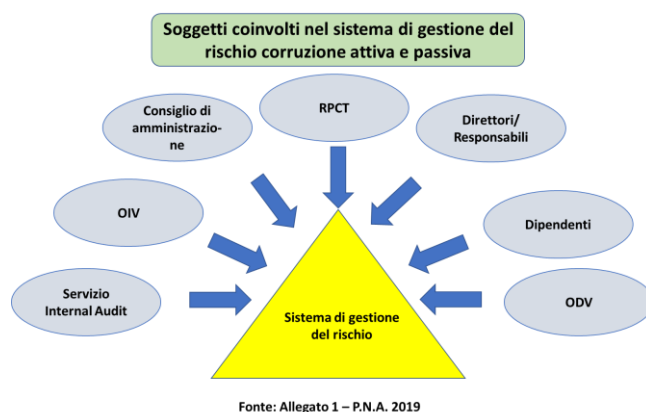 Soggetti coinvolti nel sistema di gestione del
rischio corruzione attiva e passiva
Consiglio di
amministrazio-
ne
RPCT
Direttori/
Responsabili
OIV
Dipendenti
Servizio
Internal Audit
ODV
Sistema di gestione
del rischio
Fonte: Allegato 1 – P.N.A. 2019